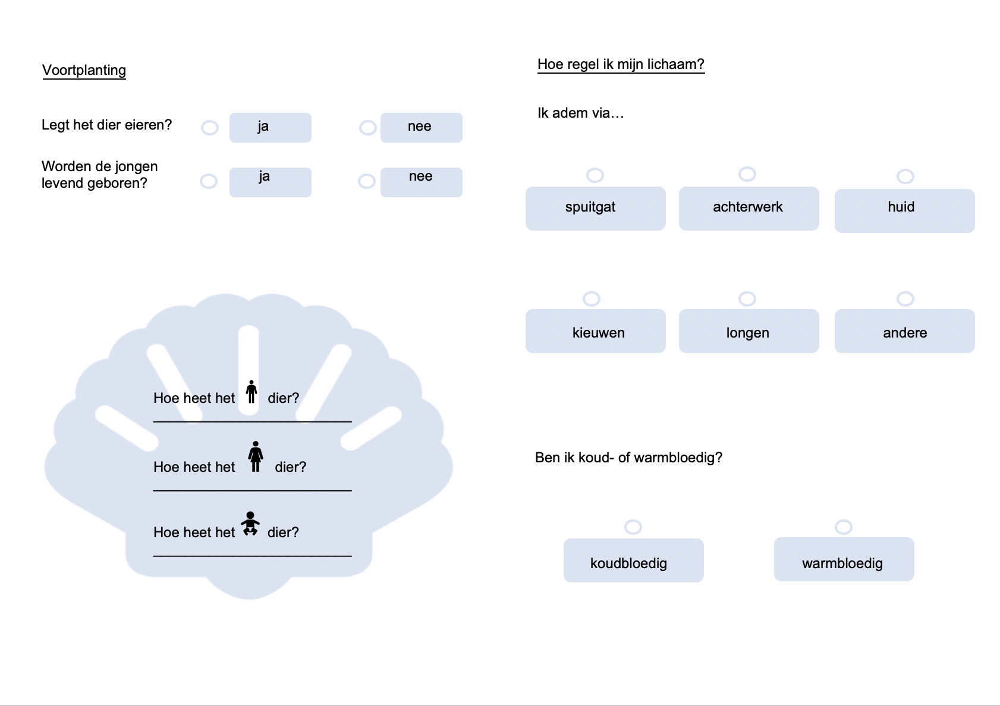 Voortplanting
Legt het dier eieren?
ja
nee
Worden de jongen
levend geboren?
ja
nee
Hoe heet het dier?
Hoe heet het dier?
Hoe heet het dier?
Hoe regel ik mijn lichaam?
Ik adem via…
spuitgat
achterwerk
huid
kieuwen
longen
andere
Ben ik koud- of warmbloedig?
koudbloedig
warmbloedig